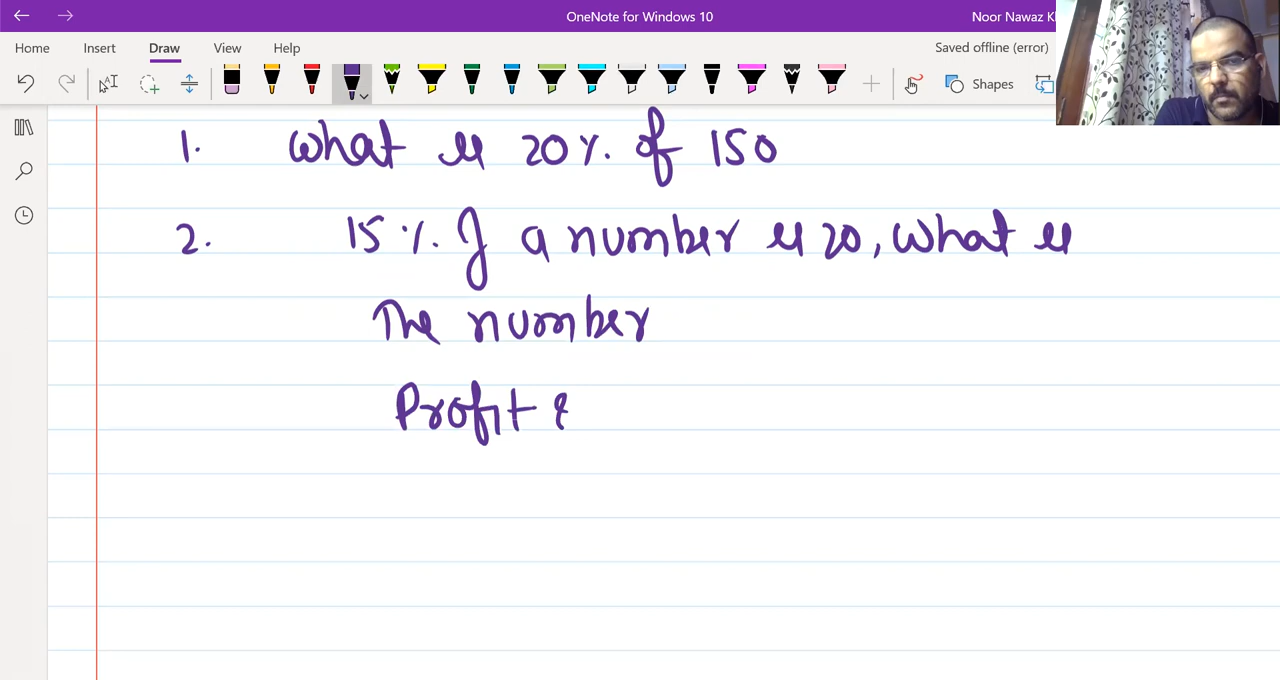 OneNote for Windows 10
Noor Nawaz Kh
Home Insert Draw View Help
Saved offline (error)
Shapes
1. What is 20%. of 150
2. 15%. of a number is 20, what is
The number
Profit &